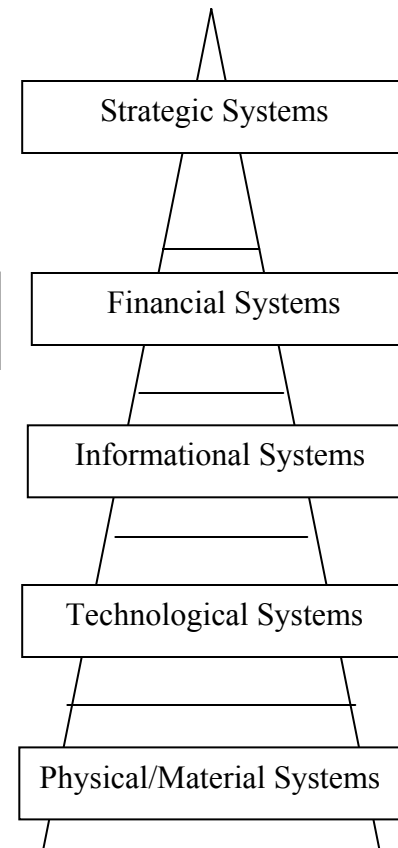 Strategic Systems
Financial Systems
Informational Systems
Technological Systems
Physical/Material Systems